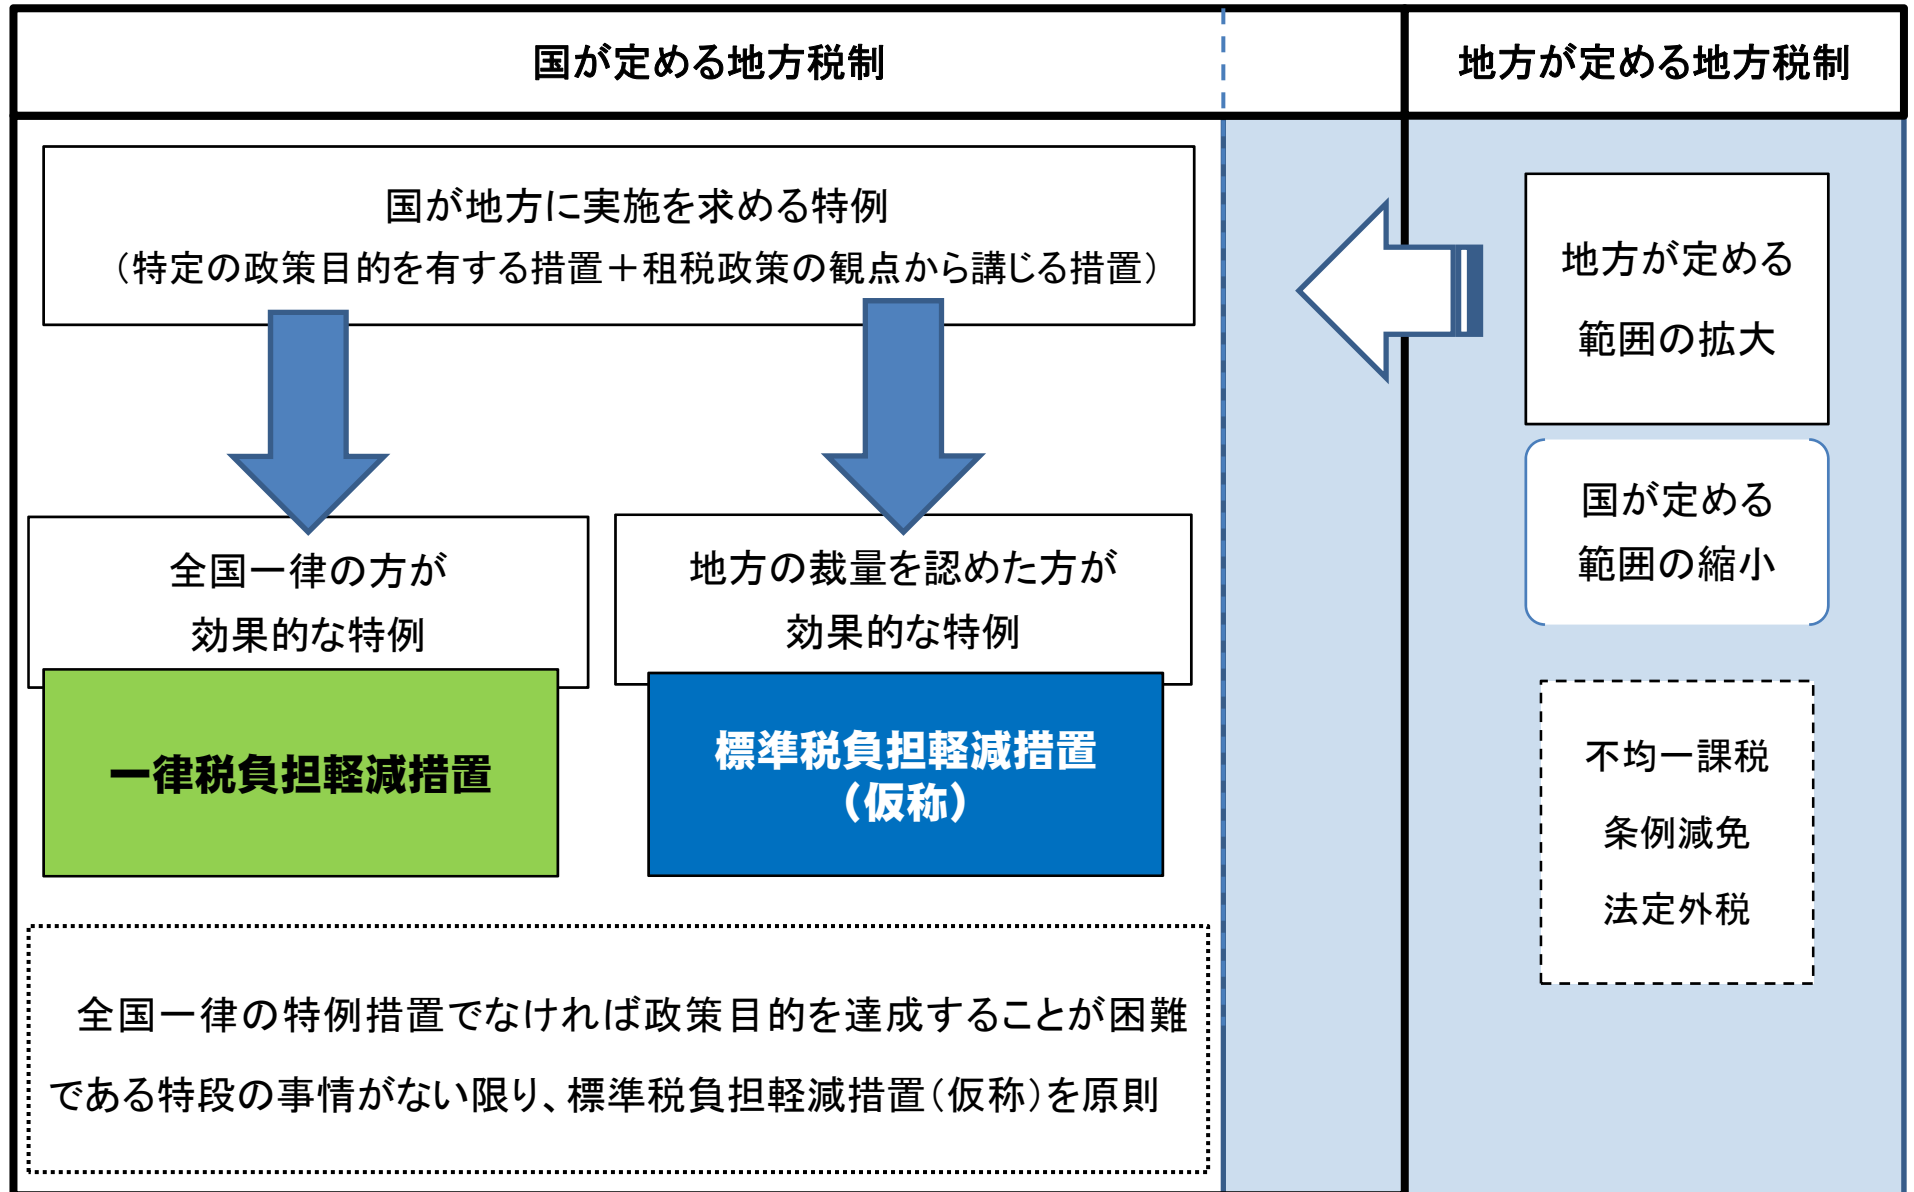 国が定める地方税制
地方が定める地方税制
国が地方に実施を求める特例
（特定の政策目的を有する措置＋租税政策の観点から講じる措置）
全国一律の方が
効果的な特例
一律税負担軽減措置
地方の裁量を認めた方が
効果的な特例
標準税負担軽減措置
（仮称）
全国一律の特例措置でなければ政策目的を達成することが困難
である特段の事情がない限り、標準税負担軽減措置（仮称）を原則
地方が定める
範囲の拡大
国が定める
範囲の縮小
不均一課税
条例減免
法定外税